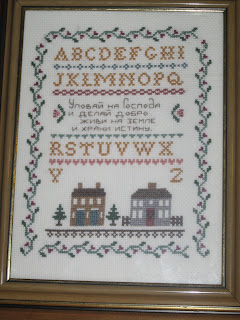 ABCDEFGHI
JKLMNOPQ
Уповай на Господа
и делай добро
живи на земле
и храни истину.
RSTUVWX
Y Z